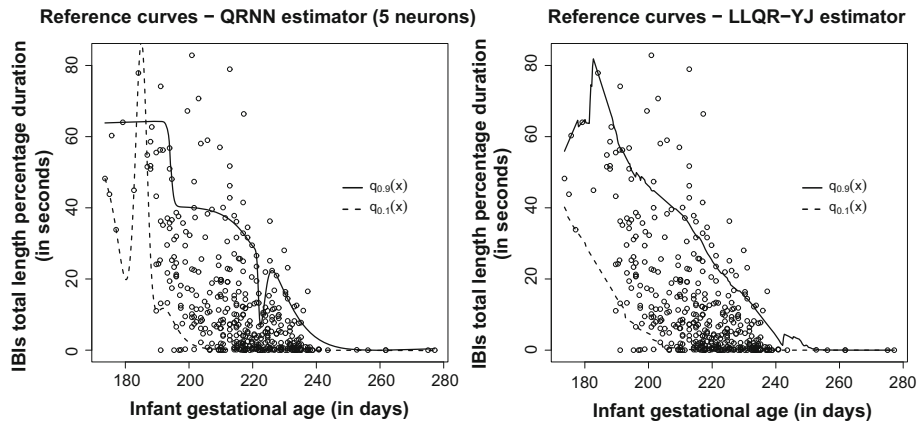 Reference curves – QRNN estimator (5 neurons)
IBIs total length percentage duration
(in seconds)
80
60
40
20
0
q0.9(x)
q0.1(x)
180
200
220
240
260
280
Infant gestational age (in days)
Reference curves – LLQR–YJ estimator
IBIs total length percentage duration
(in seconds)
80
60
40
20
0
q0.9(x)
q0.1(x)
180
200
220
240
260
280
Infant gestational age (in days)